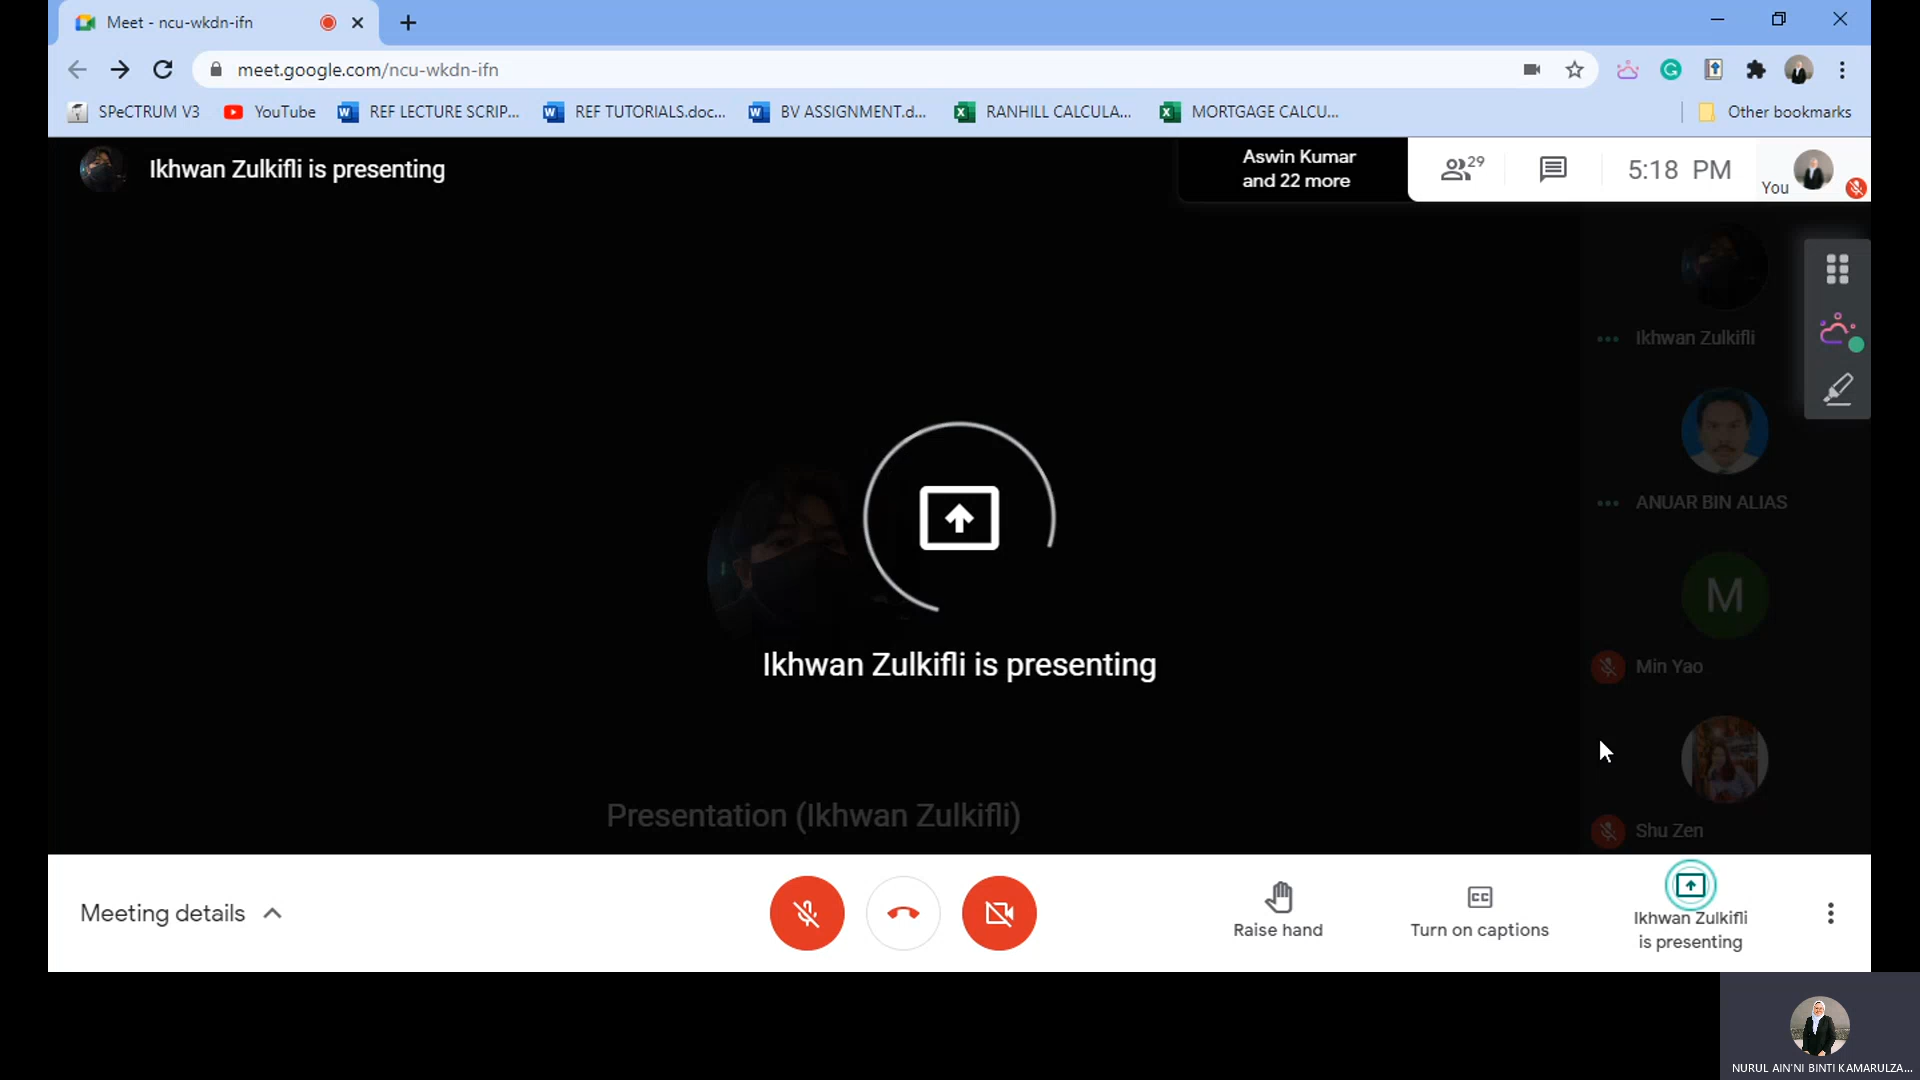 Meet - ncu-wkdn-ifn
meet.google.com/ncu-wkdn-ifn
SPeCTRUM V3
YouTube
REF LECTURE SCRIP...
REF TUTORIALS.doc...
BV ASSIGNMENT.d...
RANHILL CALCULA...
MORTGAGE CALCU...
Other bookmarks
Ikhwan Zulkifli is presenting
Aswin Kumar
and 22 more
29
5:18 PM
You
Ikhwan Zulkifli
ANUAR BIN ALIAS
M
Min Yao
Shu Zen
Ikhwan Zulkifli is presenting
Presentation (Ikhwan Zulkifli)
Meeting details
Raise hand
CC
Turn on captions
Ikhwan Zulkifli
is presenting
NURUL AIN'NI BINTI KAMARULZA...